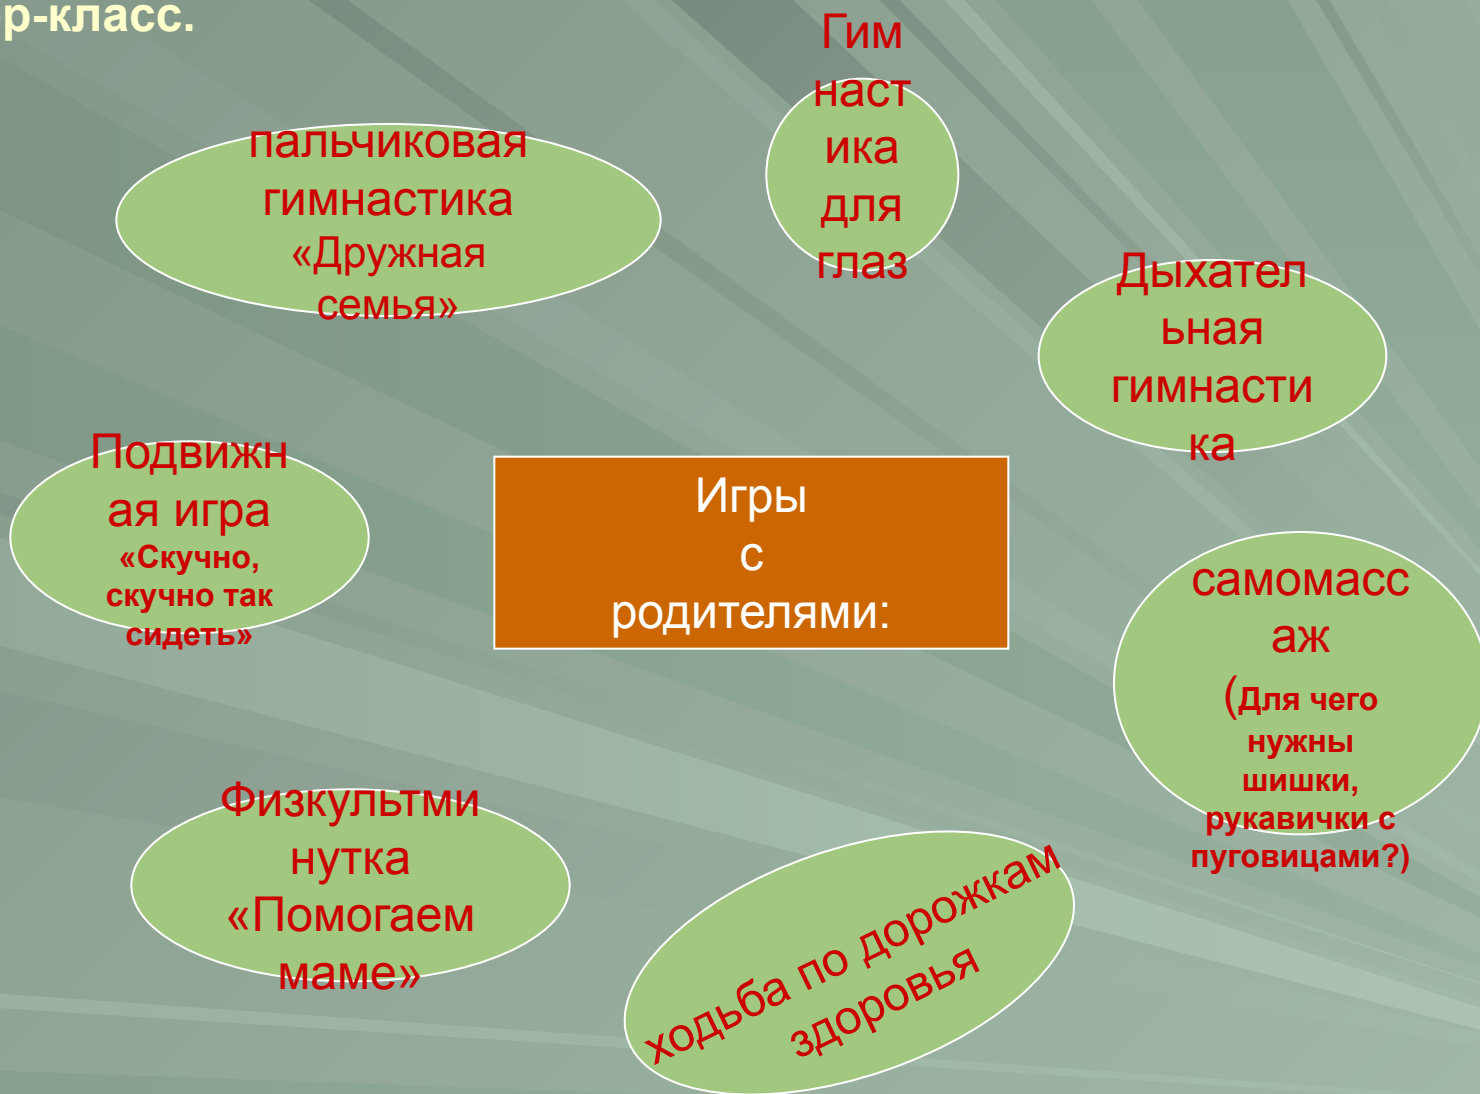 р-класс.
Гим
наст
ика
для
глаз
пальчиковая
гимнастика
«Дружная
семья»
Дыхател
ьная
гимнасти
ка
Подвижн
ая игра
«Скучно,
скучно так
сидеть»
Игры
с
родителями:
самомасс
аж
(Для чего
нужны
шишки,
рукавички с
пуговицами?)
Физкультми
нутка
«Помогаем
маме»
ходьба по дорожкам
здоровья